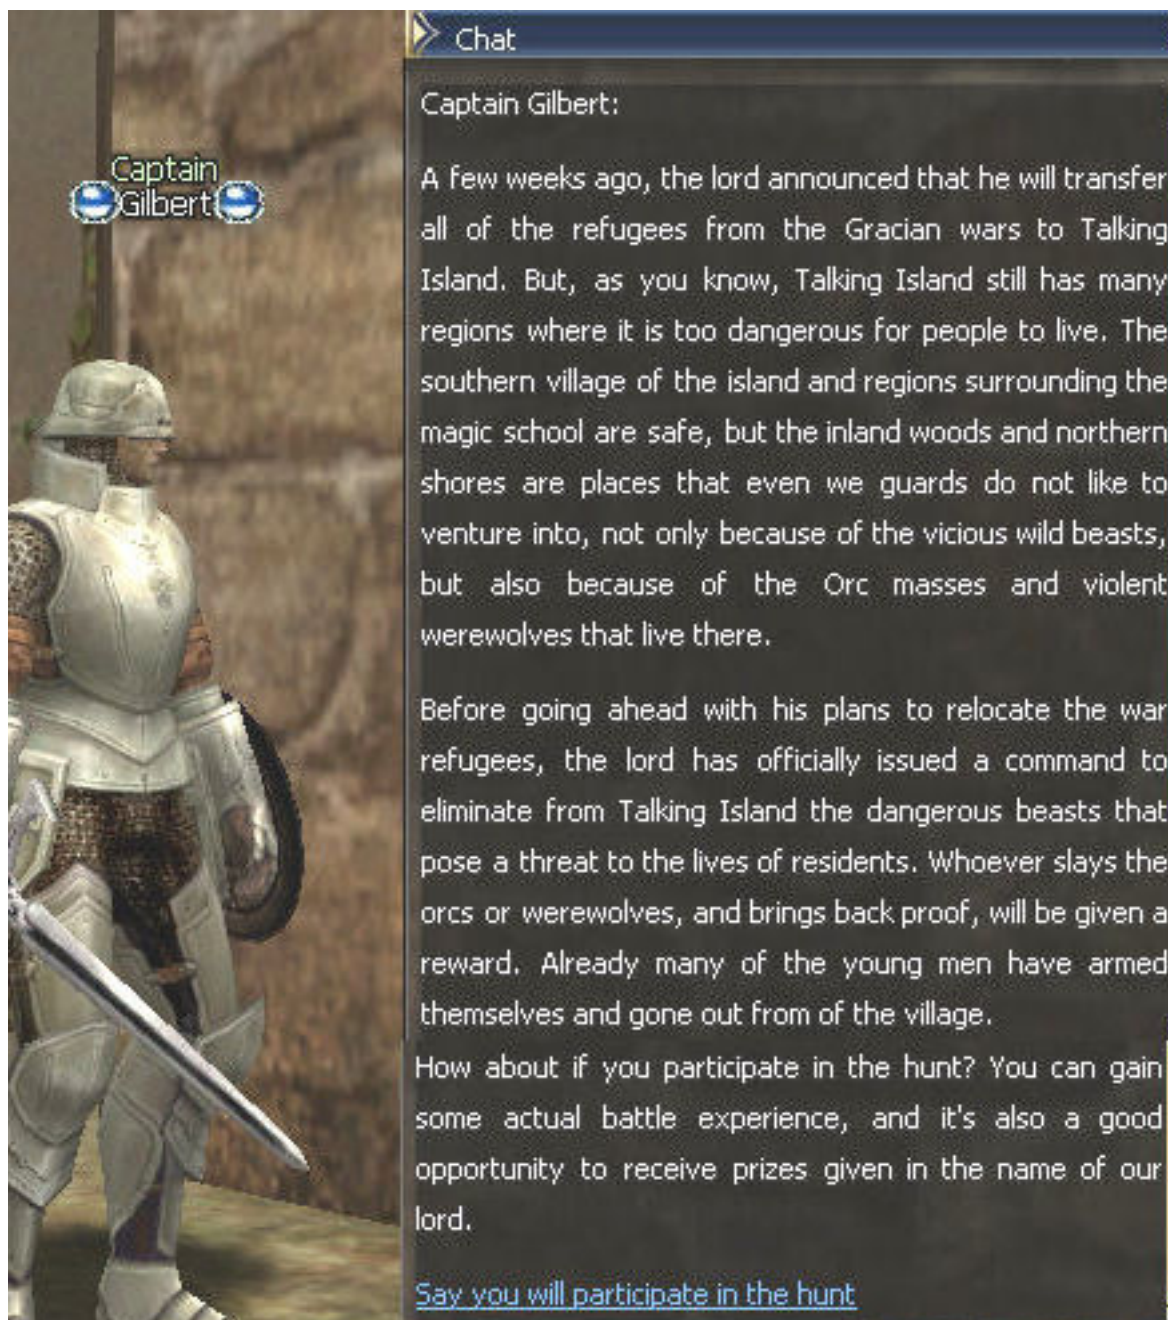 Chat
Captain Gilbert:
Captain
Gilbert
A few weeks ago, the lord announced that he will transfer
all of the refugees from the Gracian wars to Talking
Island. But, as you know, Talking Island still has many
regions where it is too dangerous for people to live. The
southern village of the island and regions surrounding the
magic school are safe, but the inland woods and northern
shores are places that even we guards do not like to
venture into, not only because of the vicious wild beasts,
but also because of the Orc masses and violent
werewolves that live there.
Before going ahead with his plans to relocate the war
refugees, the lord has officially issued a command to
eliminate from Talking Island the dangerous beasts that
pose a threat to the lives of residents. Whoever slays the
orcs or werewolves, and brings back proof, will be given a
reward. Already many of the young men have armed
themselves and gone out from of the village.
How about if you participate in the hunt? You can gain
some actual battle experience, and it's also a good
opportunity to receive prizes given in the name of our
lord.
Say you will participate in the hunt